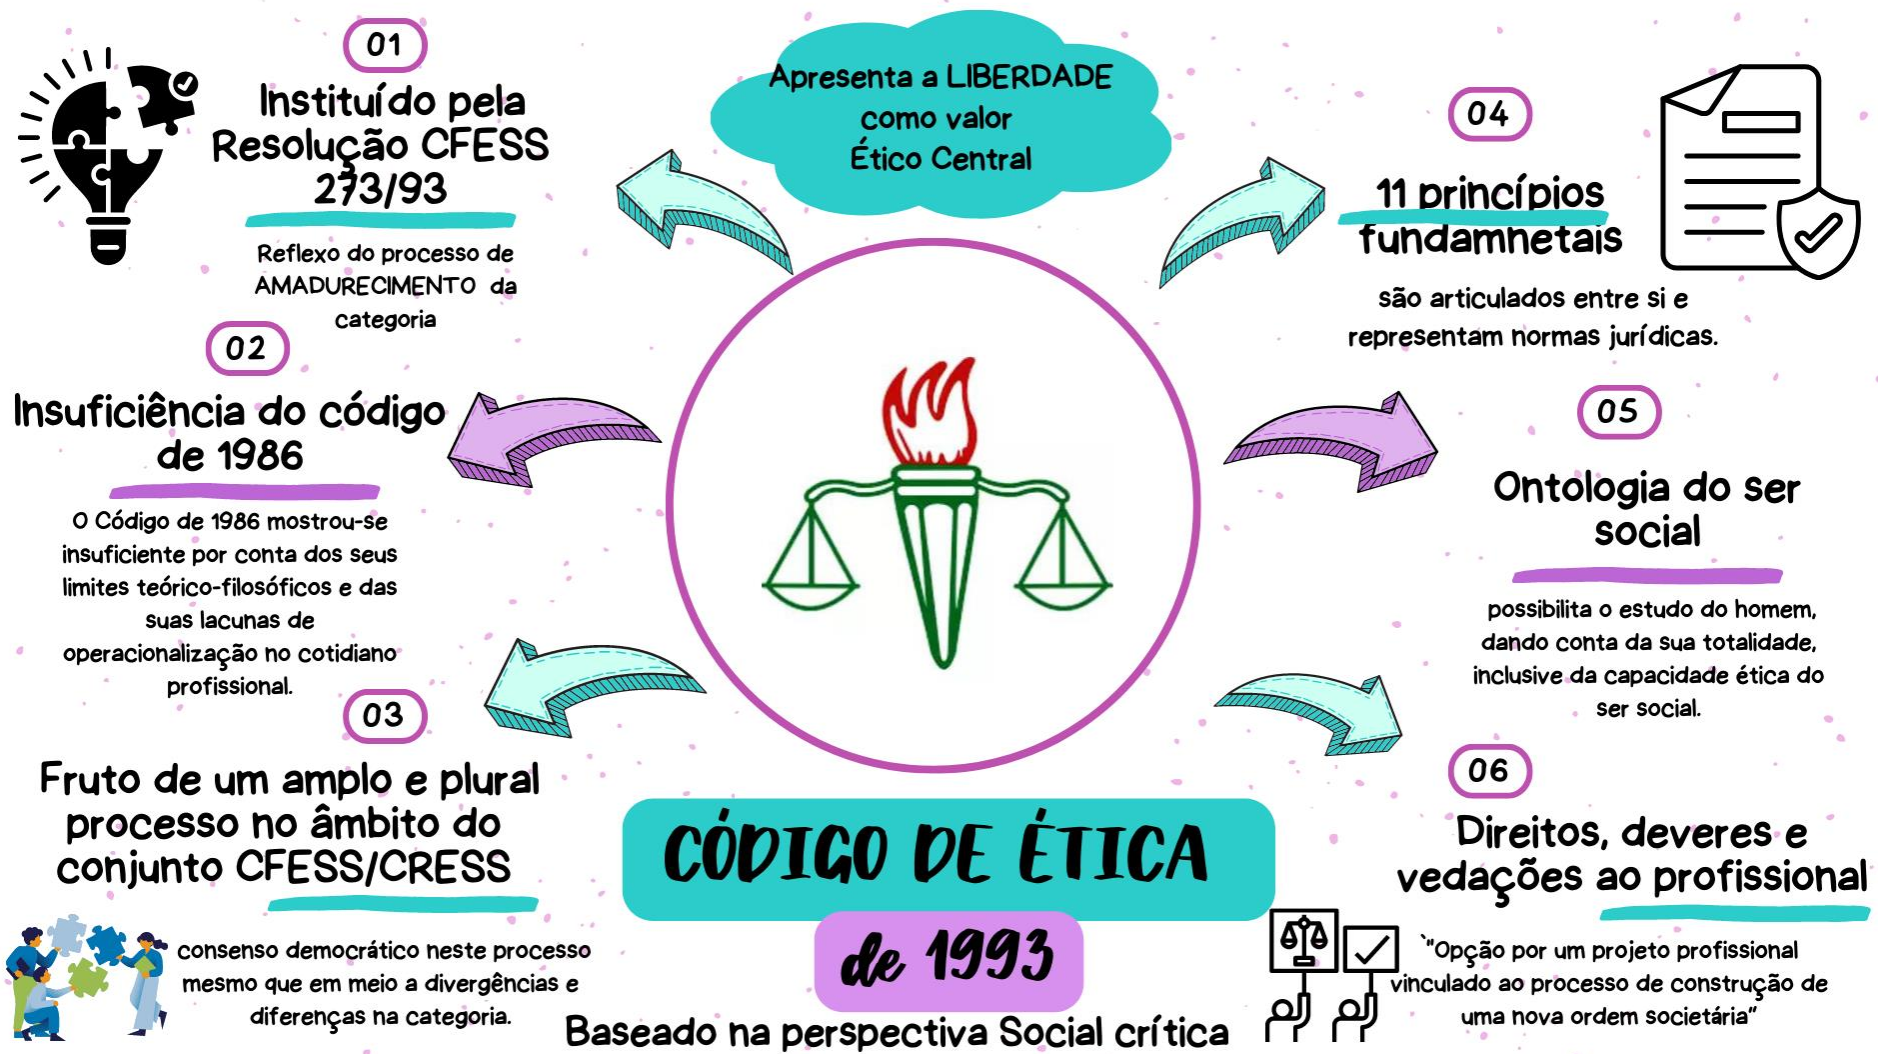 01
Instituído pela
Resolução CFESS
273/93
Reflexo do processo de
AMADURECIMENTO da
categoria
02
Insuficiência do código
de 1986
O Código de 1986 mostrou-se
insuficiente por conta dos seus
limites teórico-filosóficos e das
suas lacunas de
operacionalização no cotidiano
profissional.
03
Fruto de um amplo e plural
processo no âmbito do
conjunto CFESS/CRESS
consenso democrático neste processo
mesmo que em meio a divergências e
diferenças na categoria.
Apresenta a LIBERDADE
como valor
Ético Central
CÓDIGO DE ÉTICA
de 1993
Baseado na perspectiva Social crítica
04
11 princípios
fundamnetais
são articulados entre si e
representam normas jurídicas.
05
Ontologia do ser
social
possibilita o estudo do homem,
dando conta da sua totalidade,
inclusive da capacidade ética do
ser social.
06
Direitos, deveres e
vedações ao profissional
`"Opção por um projeto profissional
vinculado ao processo de construção de
uma nova ordem societária"